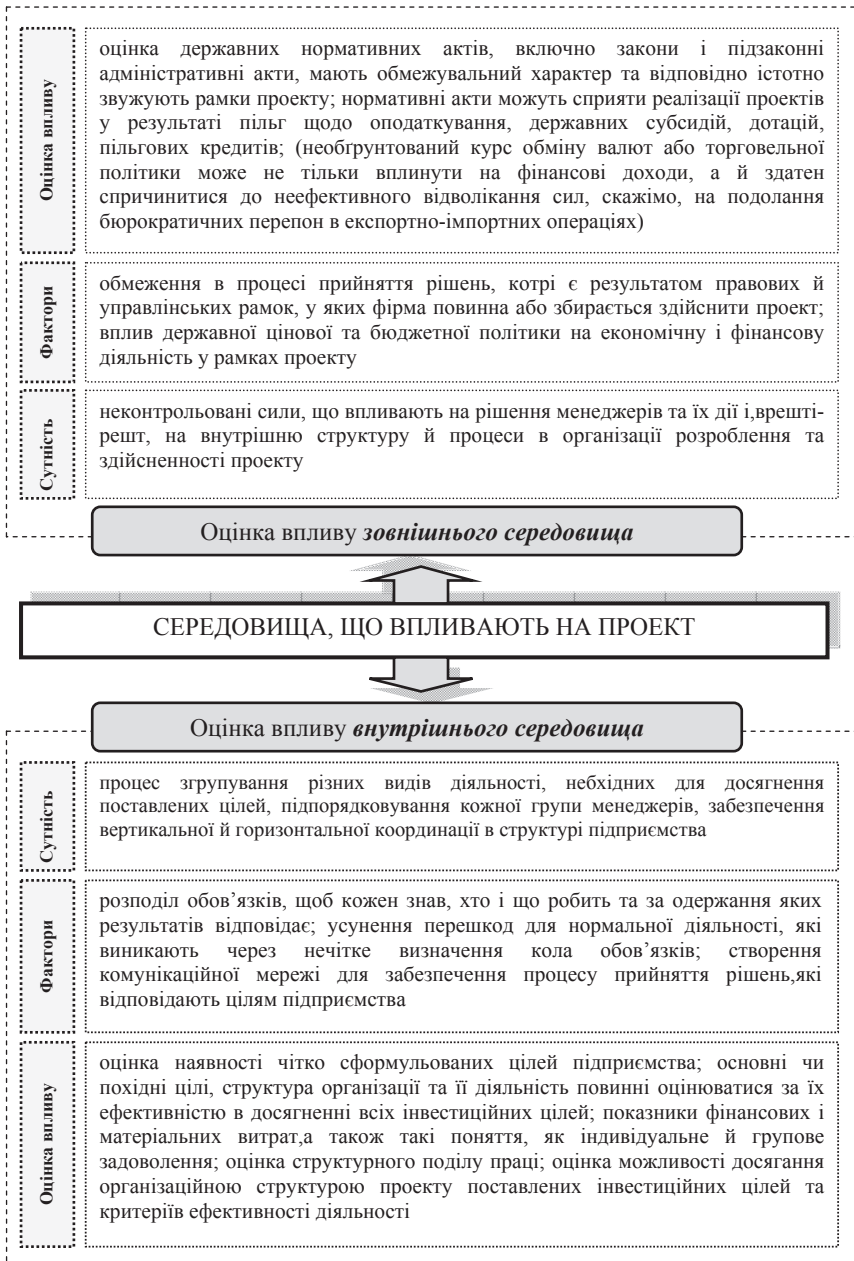 Оцінка впливу
оцінка державних нормативних актів, включно закони і підзаконні
адміністративні акти, мають обмежувальний характер та відповідно істотно
звужують рамки проекту; нормативні акти можуть сприяти реалізації проектів
у результаті пільг щодо оподаткування, державних субсидій, дотацій,
пільгових кредитів; (необґрунтований курс обміну валют або торговельної
політики може не тільки вплинути на фінансові доходи, а й здатен
спричинитися до неефективного відволікання сил, скажімо, на подолання
бюрократичних перепон в експортно-імпортних операціях)
Фактори
обмеження в процесі прийняття рішень, котрі є результатом правових й
управлінських рамок, у яких фірма повинна або збирається здійснити проект;
вплив державної цінової та бюджетної політики на економічну і фінансову
діяльність у рамках проекту
Сутність
неконтрольовані сили, що впливають на рішення менеджерів та їх дії і,врешті-
решт, на внутрішню структуру й процеси в організації розроблення та
здійсненності проекту
Оцінка впливу зовнішнього середовища
СЕРЕДОВИЩА, ЩО ВПЛИВАЮТЬ НА ПРОЕКТ
Оцінка впливу внутрішнього середовища
Сутність
процес згрупування різних видів діяльності, небхідних для досягнення
поставлених цілей, підпорядковування кожної групи менеджерів, забезпечення
вертикальної й горизонтальної координації в структурі підприємства
Фактори
розподіл обов’язків, щоб кожен знав, хто і що робить та за одержання яких
результатів відповідає; усунення перешкод для нормальної діяльності, які
виникають через нечітке визначення кола обов’язків; створення
комунікаційної мережі для забезпечення процесу прийняття рішень,які
відповідають цілям підприємства
Оцінка впливу
оцінка наявності чітко сформульованих цілей підприємства; основні чи
похідні цілі, структура організації та її діяльність повинні оцінюватися за їх
ефективністю в досягненні всіх інвестиційних цілей; показники фінансових і
матеріальних витрат,а також такі поняття, як індивідуальне й групове
задоволення; оцінка структурного поділу праці; оцінка можливості досягання
організаційною структурою проекту поставлених інвестиційних цілей та
критеріїв ефективності діяльності